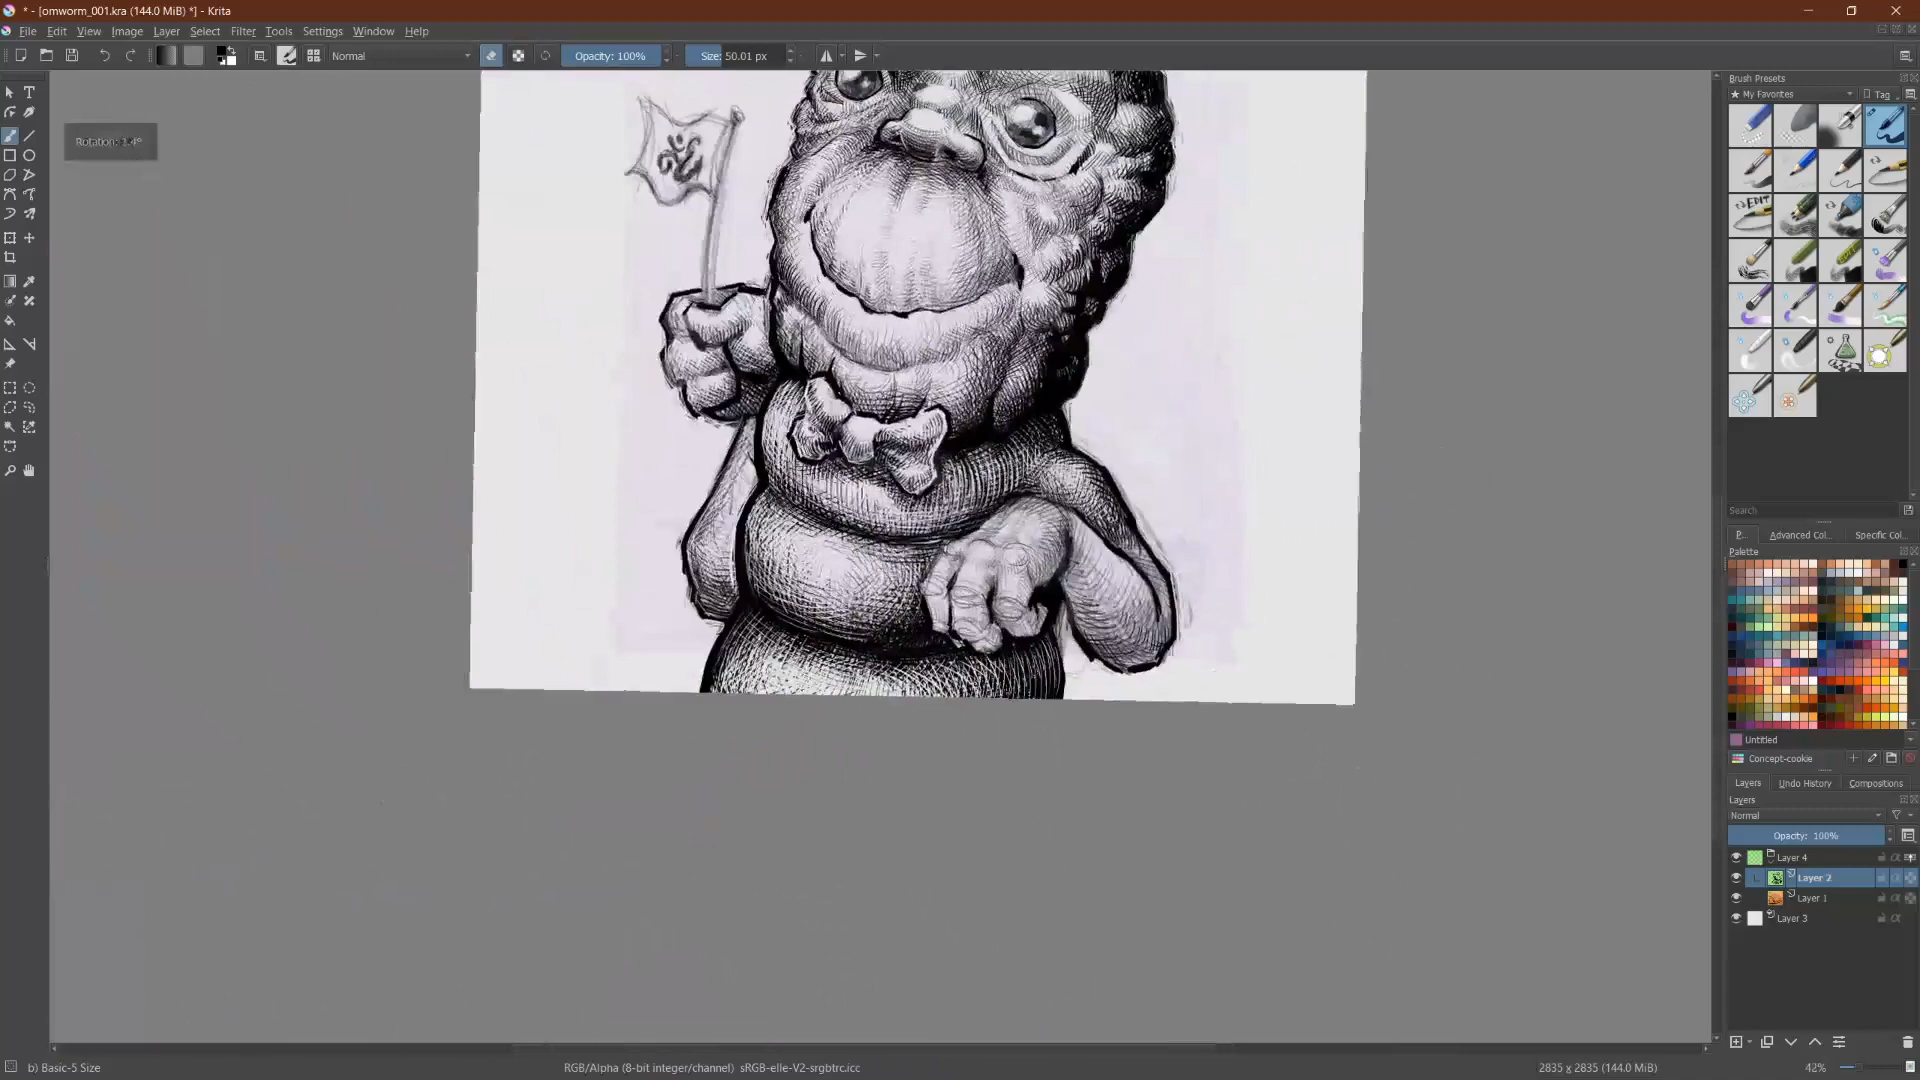 * - [omworm_001.kra (144.0 MiB) *] - Krita
File Edit View Image Layer Select Filter Tools Settings Window Help
Normal Opacity: 100% Size: 50.01 px
Brush Presets
My Favorites Tag
Rotation:
EDIT
Search
P... Advanced Col... Specific Col...
Palette
Untitled
Concept-cookie
Layers Undo History Compositions
Layers
Normal
Opacity: 100%
Layer 4
Layer 2
Layer 1
Layer 3
b) Basic-5 Size RGB/Alpha (8-bit integer/channel) sRGB-elle-V2-srgbtrc.icc 2835 x 2835 (144.0 MiB) 42%